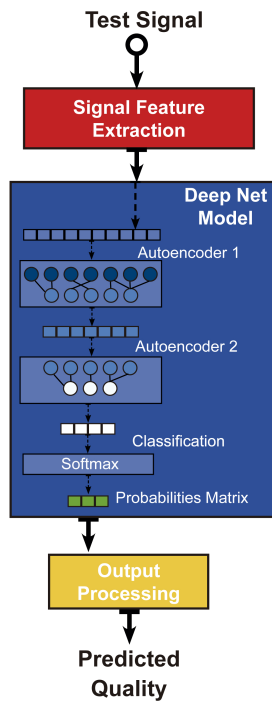 Test Signal
Signal Feature
Extraction
Deep Net
Model
Autoencoder 1
Autoencoder 2
Classification
Softmax
Probabilities Matrix
Output
Processing
Predicted
Quality